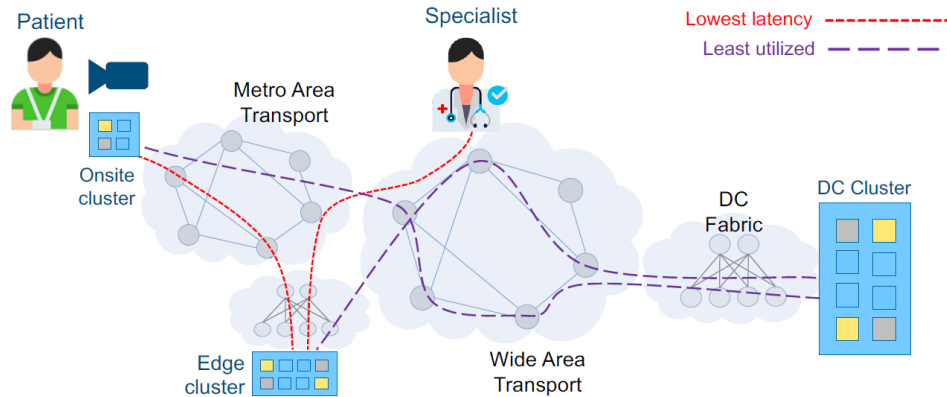 Patient
Specialist
Lowest latency
Least utilized
Metro Area
Transport
Onsite
cluster
DC
Fabric
DC Cluster
Edge
cluster
Wide Area
Transport